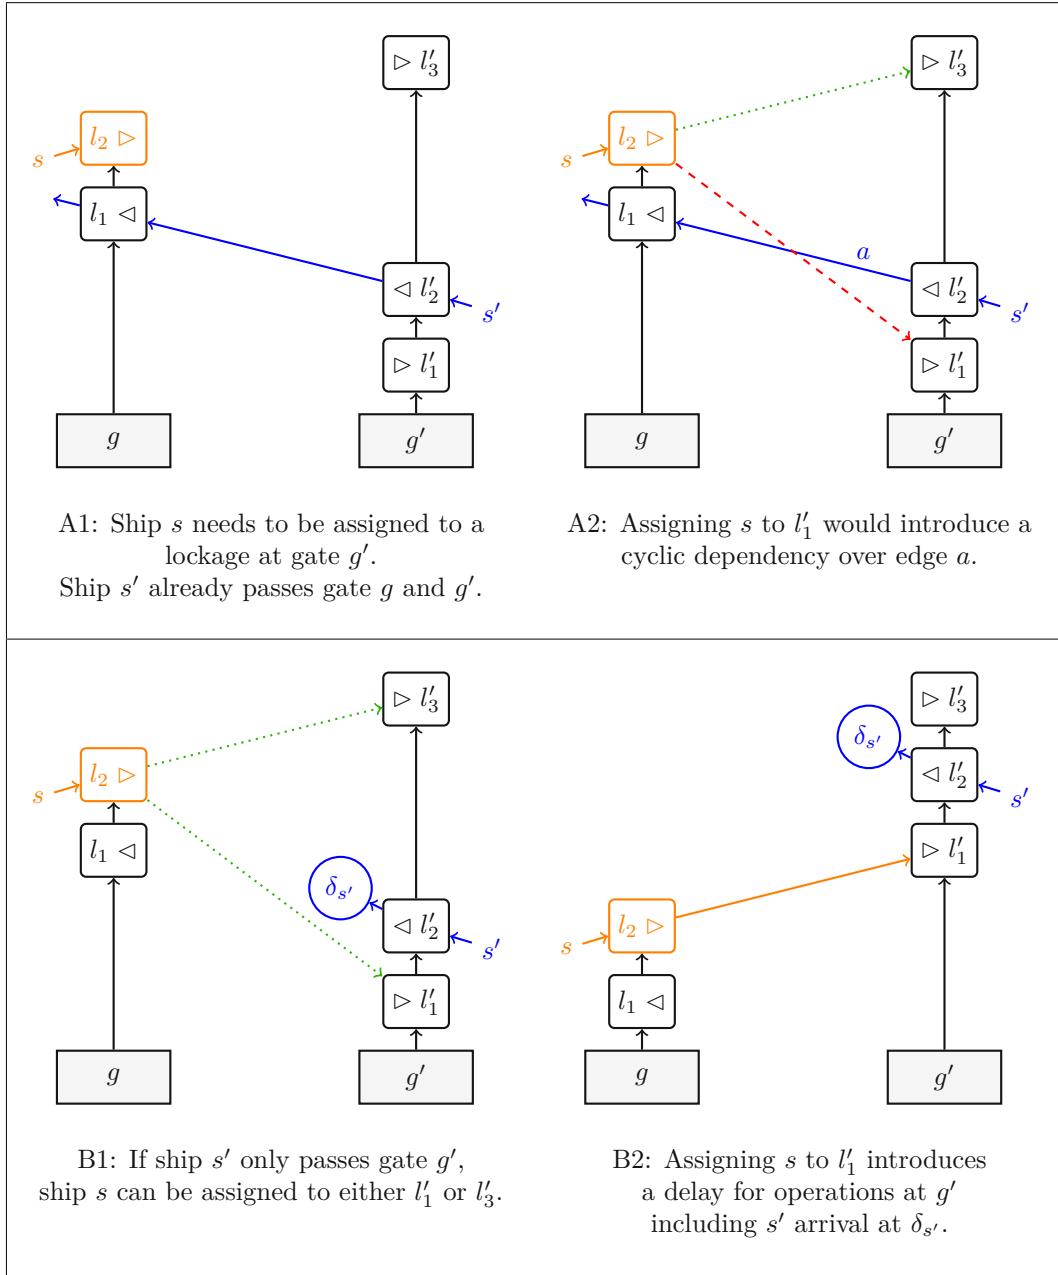 ▷ l′₃
l₂ ▷
s
l₁ ◁
◁ l′₂
s′
▷ l′₁
g
g′
A1: Ship s needs to be assigned to a
lockage at gate g′.
Ship s′ already passes gate g and g′.
▷ l′₃
l₂ ▷
s
l₁ ◁
a
◁ l′₂
s′
▷ l′₁
g
g′
A2: Assigning s to l′₁ would introduce a
cyclic dependency over edge a.
▷ l′₃
l₂ ▷
s
l₁ ◁
δₛ′
◁ l′₂
s′
▷ l′₁
g
g′
B1: If ship s′ only passes gate g′,
ship s can be assigned to either l′₁ or l′₃.
▷ l′₃
δₛ′
◁ l′₂
s′
▷ l′₁
l₂ ▷
s
l₁ ◁
g
g′
B2: Assigning s to l′₁ introduces
a delay for operations at g′
including s′ arrival at δₛ′.